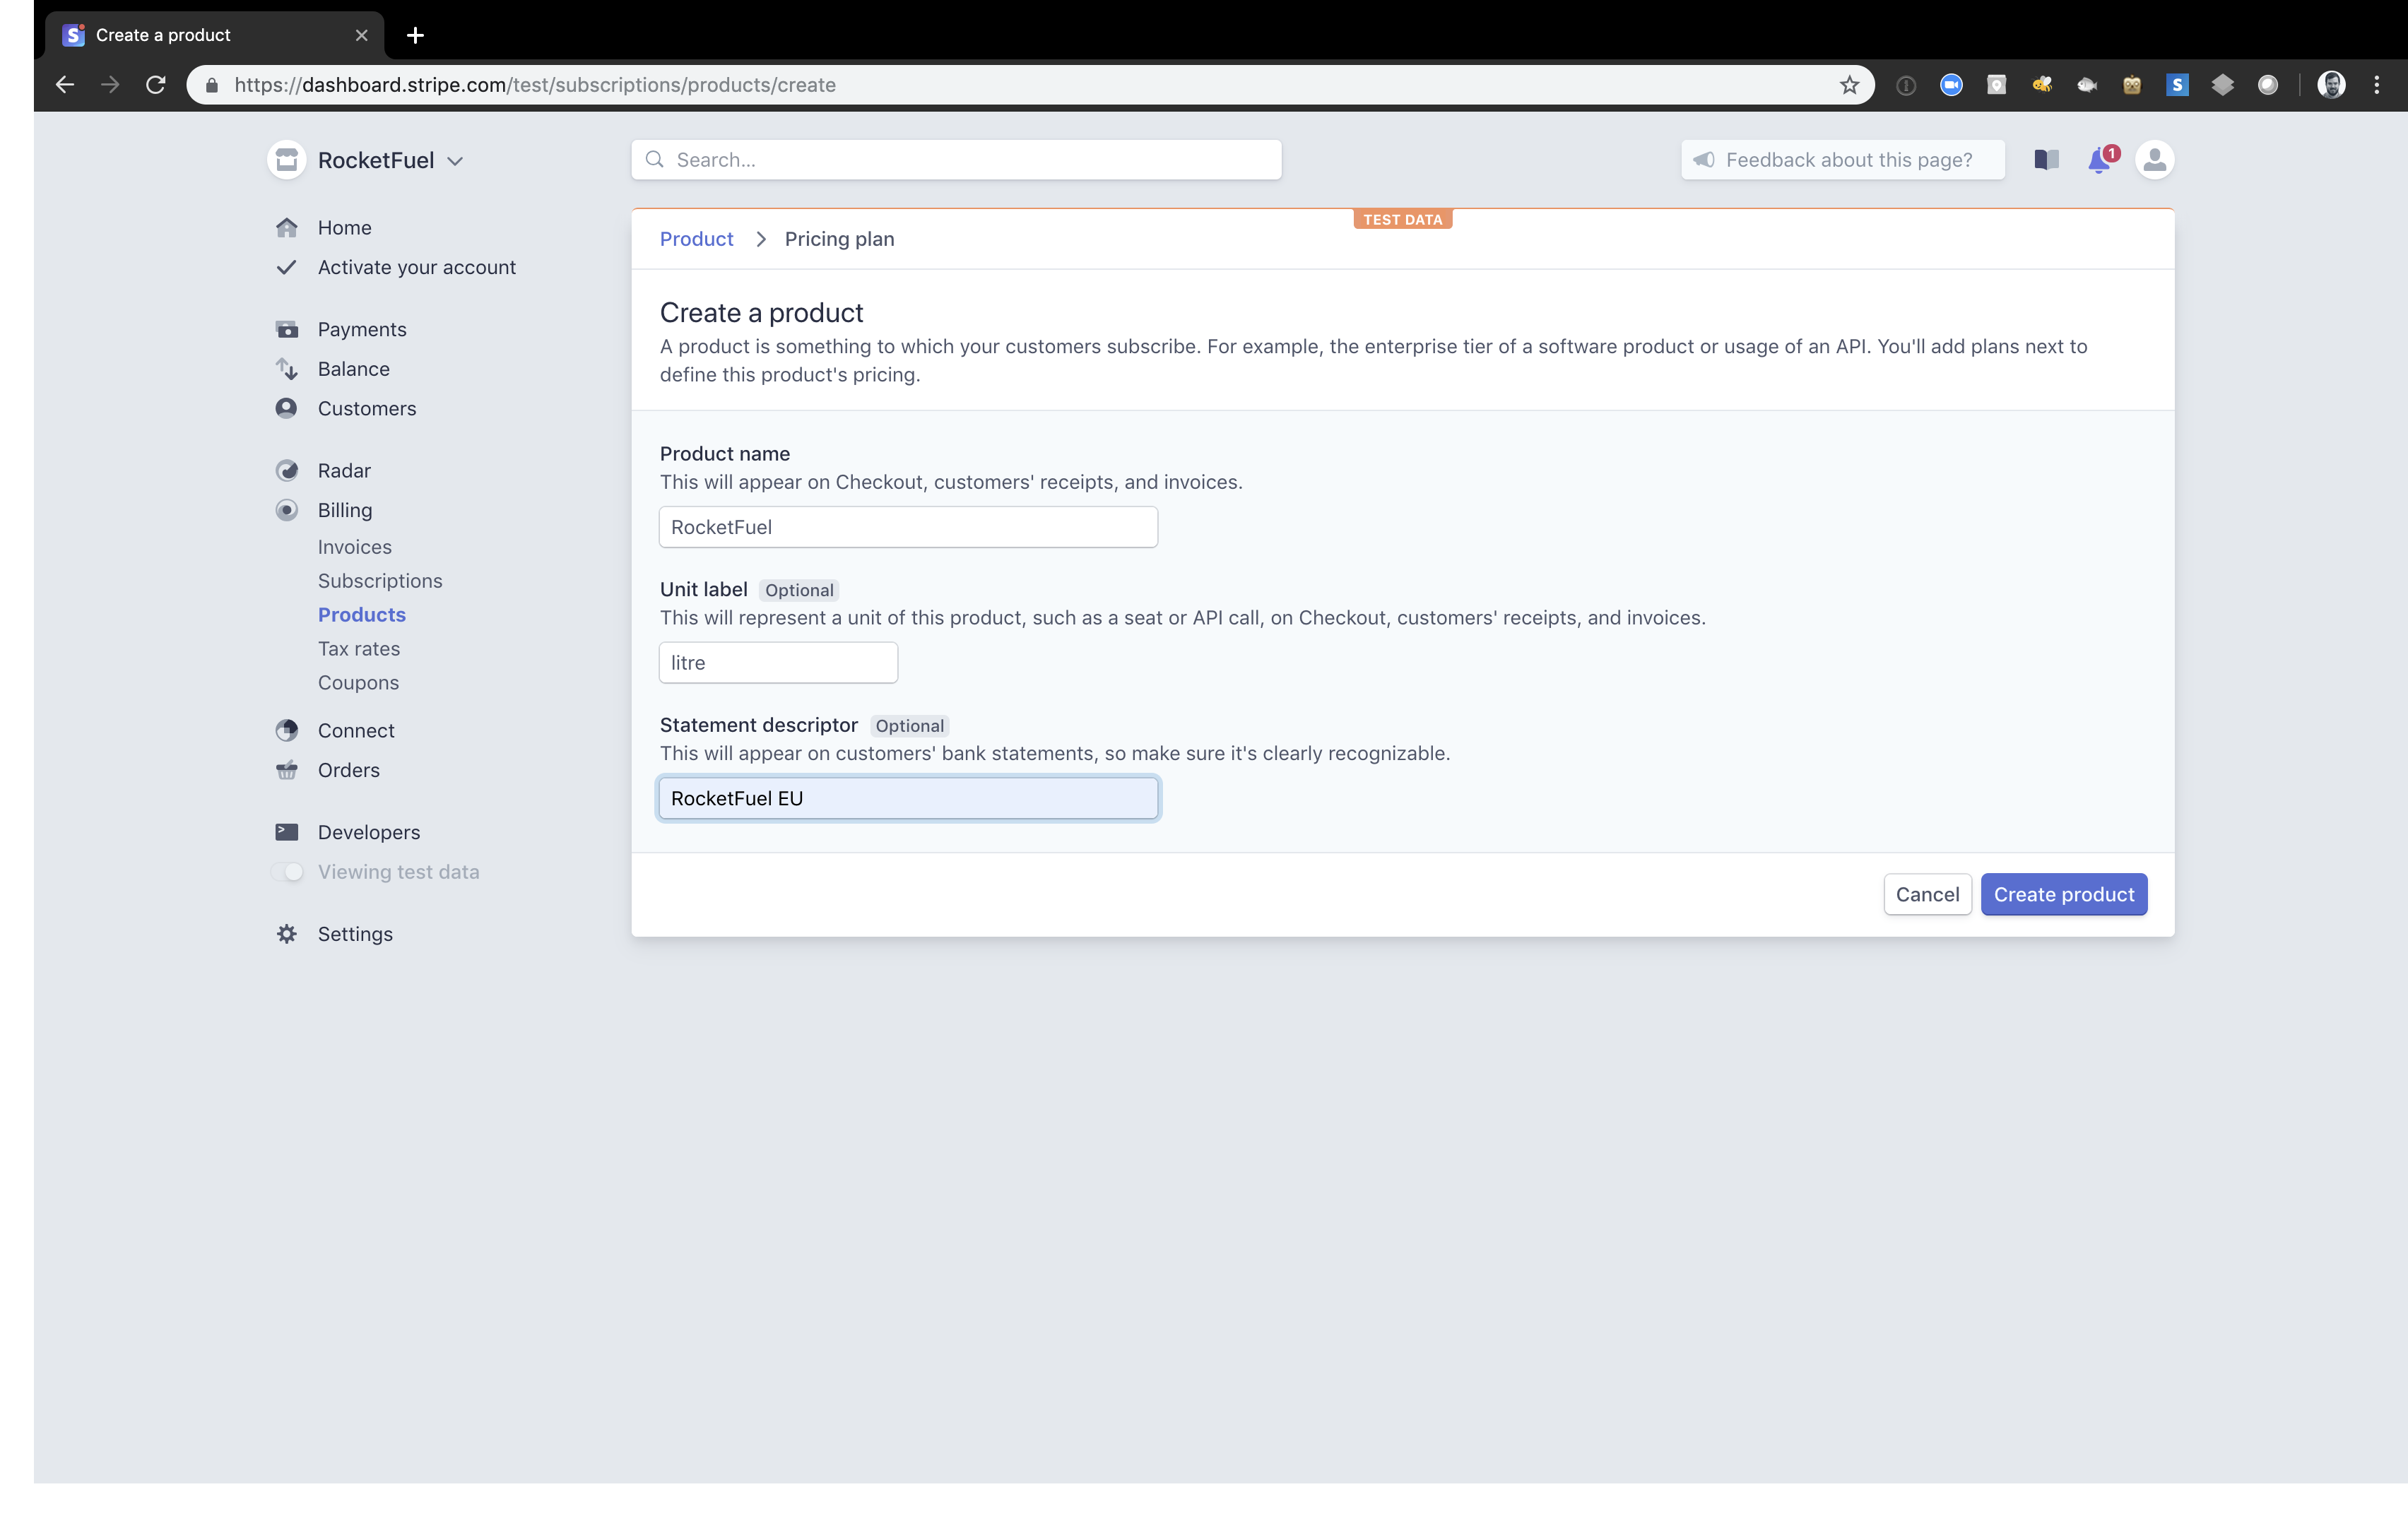 Create a product
https://dashboard.stripe.com/test/subscriptions/products/create
RocketFuel
Search...
Feedback about this page?
1
Home
Activate your account
Payments
Balance
Customers
Radar
Billing
Invoices
Subscriptions
Products
Tax rates
Coupons
Connect
Orders
Developers
Viewing test data
Settings
TEST DATA
Product > Pricing plan
Create a product
A product is something to which your customers subscribe. For example, the enterprise tier of a software product or usage of an API. You'll add plans next to
define this product's pricing.
Product name
This will appear on Checkout, customers' receipts, and invoices.
RocketFuel
Unit label Optional
This will represent a unit of this product, such as a seat or API call, on Checkout, customers' receipts, and invoices.
litre
Statement descriptor Optional
This will appear on customers' bank statements, so make sure it's clearly recognizable.
RocketFuel EU
Cancel Create product